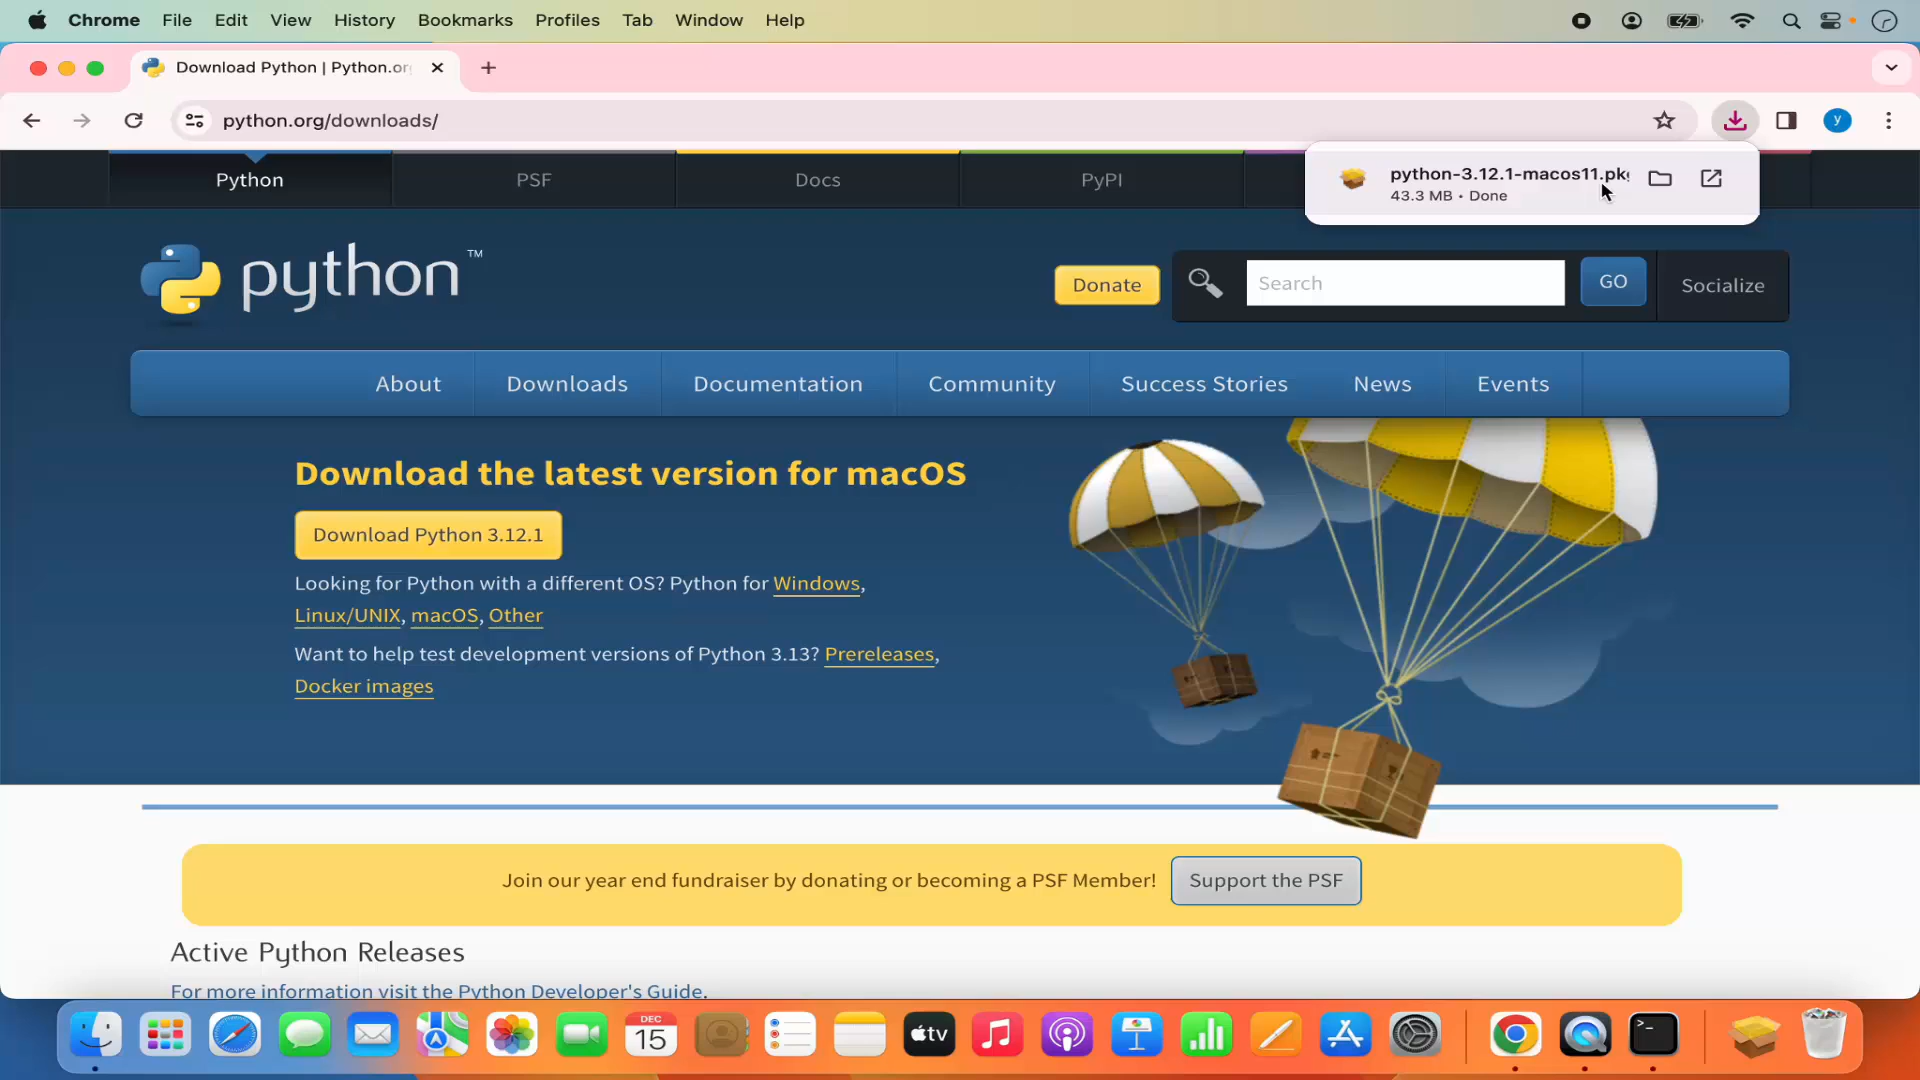 Chrome File Edit View History Bookmarks Profiles Tab Window Help
Download Python | Python.or
python.org/downloads/
y
Python PSF Docs PyPI
python-3.12.1-macos11.pk
43.3 MB • Done
python™
Donate
Search
GO
Socialize
About Downloads Documentation Community Success Stories News Events
Download the latest version for macOS
Download Python 3.12.1
Looking for Python with a different OS? Python for Windows,
Linux/UNIX, macOS, Other
Want to help test development versions of Python 3.13? Prereleases,
Docker images
Join our year end fundraiser by donating or becoming a PSF Member! Support the PSF
Active Python Releases
For more information visit the Python Developer's Guide.
DEC
15
tv
>_